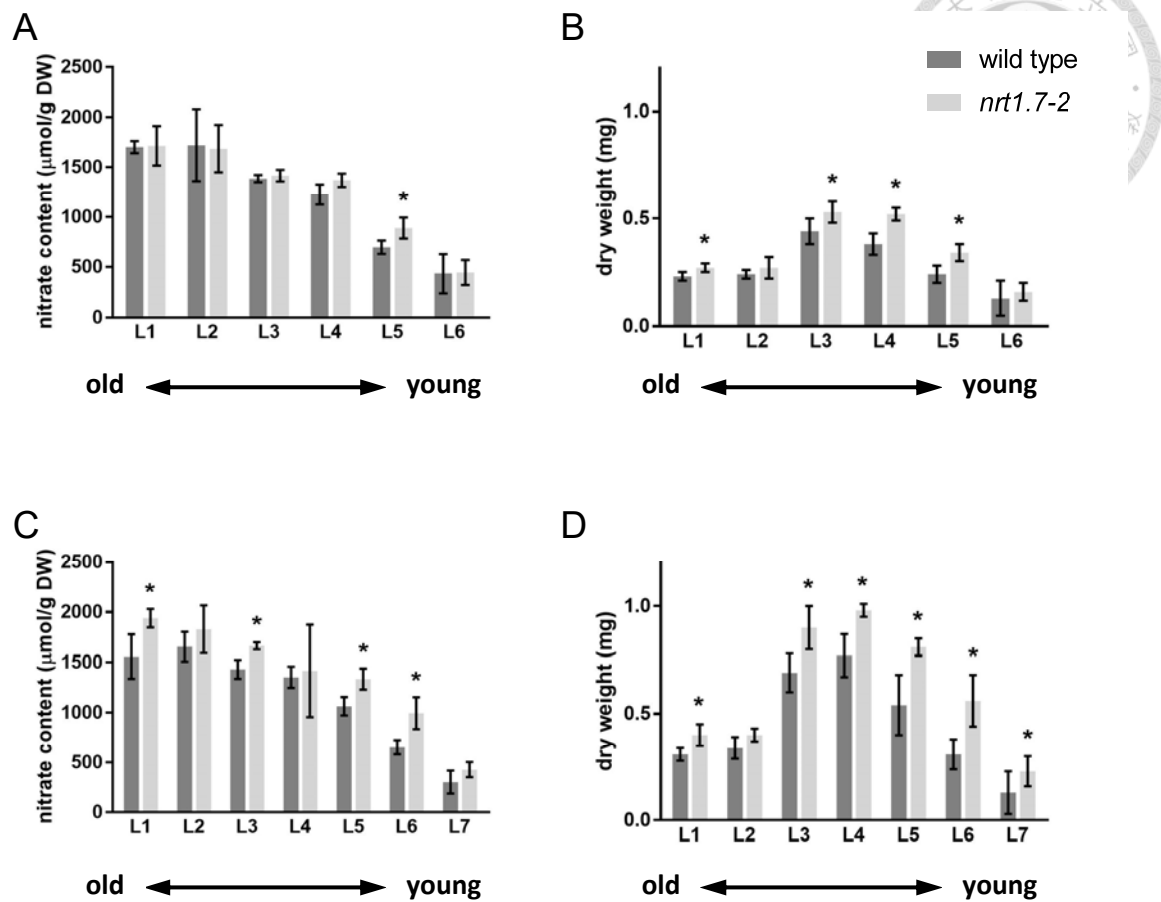 A
nitrate content (μmol/g DW)
2500
2000
1500
1000
500
0
*
L1 L2 L3 L4 L5 L6
old young
B
wild type
nrt1.7-2
dry weight (mg)
1.0
0.5
0.0
* * * *
L1 L2 L3 L4 L5 L6
old young
C
nitrate content (μmol/g DW)
2500
2000
1500
1000
500
0
* * * *
L1 L2 L3 L4 L5 L6 L7
old young
D
dry weight (mg)
1.0
0.5
0.0
* * * * * *
L1 L2 L3 L4 L5 L6 L7
old young